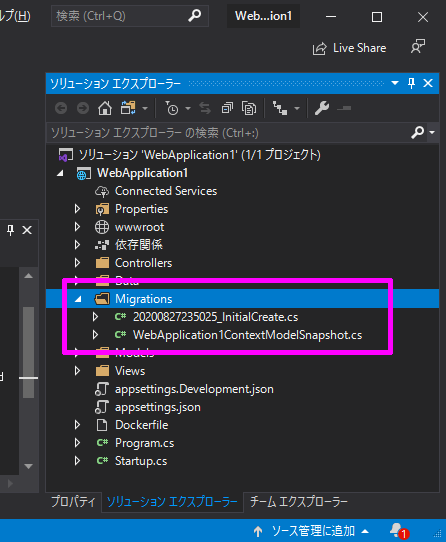 ルプ(H)
検索 (Ctrl+Q)
Web...ion1
Live Share
ソリューション エクスプローラー
ソリューション エクスプローラー の検索 (Ctrl+:)
ソリューション 'WebApplication1' (1/1 プロジェクト)
WebApplication1
Connected Services
Properties
wwwroot
依存関係
Controllers
Data
Migrations
C# 20200827235025_InitialCreate.cs
C# WebApplication1ContextModelSnapshot.cs
Models
Views
appsettings.Development.json
appsettings.json
Dockerfile
C# Program.cs
C# Startup.cs
プロパティ ソリューション エクスプローラー チーム エクスプローラー
ソース管理に追加
1